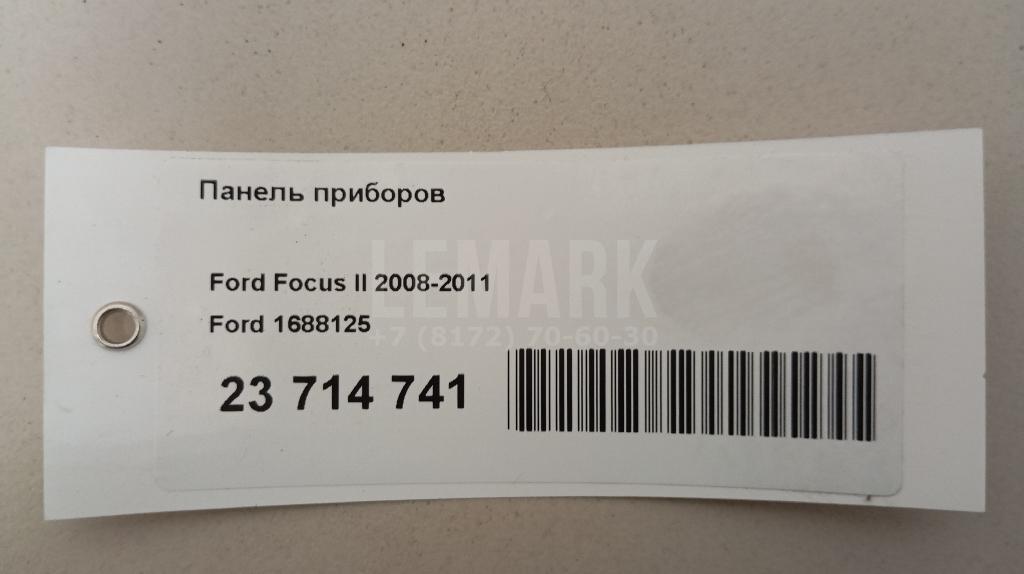 Панель приборов
LEMARK
Ford Focus II 2008-2011
Ford 1688125
+7 (8172) 70-60-30
23 714 741